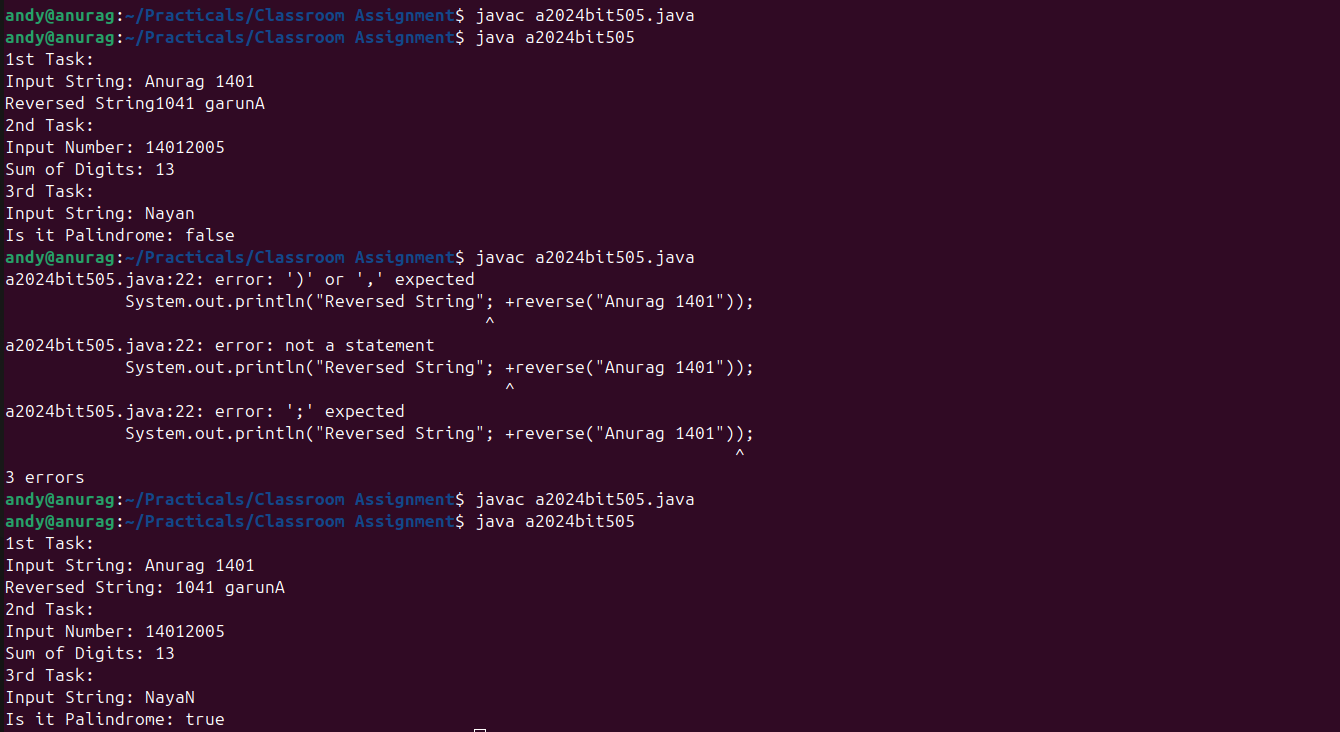 andy@anurag:~/Practicals/Classroom Assignment$ javac a2024bit505.java
andy@anurag:~/Practicals/Classroom Assignment$ java a2024bit505
1st Task:
Input String: Anurag 1401
Reversed String1041 garunA
2nd Task:
Input Number: 14012005
Sum of Digits: 13
3rd Task:
Input String: Nayan
Is it Palindrome: false
andy@anurag:~/Practicals/Classroom Assignment$ javac a2024bit505.java
a2024bit505.java:22: error: ')' or ',' expected
            System.out.println("Reversed String"; +reverse("Anurag 1401"));
                                                ^
a2024bit505.java:22: error: not a statement
            System.out.println("Reversed String"; +reverse("Anurag 1401"));
                                                  ^
a2024bit505.java:22: error: ';' expected
            System.out.println("Reversed String"; +reverse("Anurag 1401"));
                                                                         ^
3 errors
andy@anurag:~/Practicals/Classroom Assignment$ javac a2024bit505.java
andy@anurag:~/Practicals/Classroom Assignment$ java a2024bit505
1st Task:
Input String: Anurag 1401
Reversed String: 1041 garunA
2nd Task:
Input Number: 14012005
Sum of Digits: 13
3rd Task:
Input String: NayaN
Is it Palindrome: true